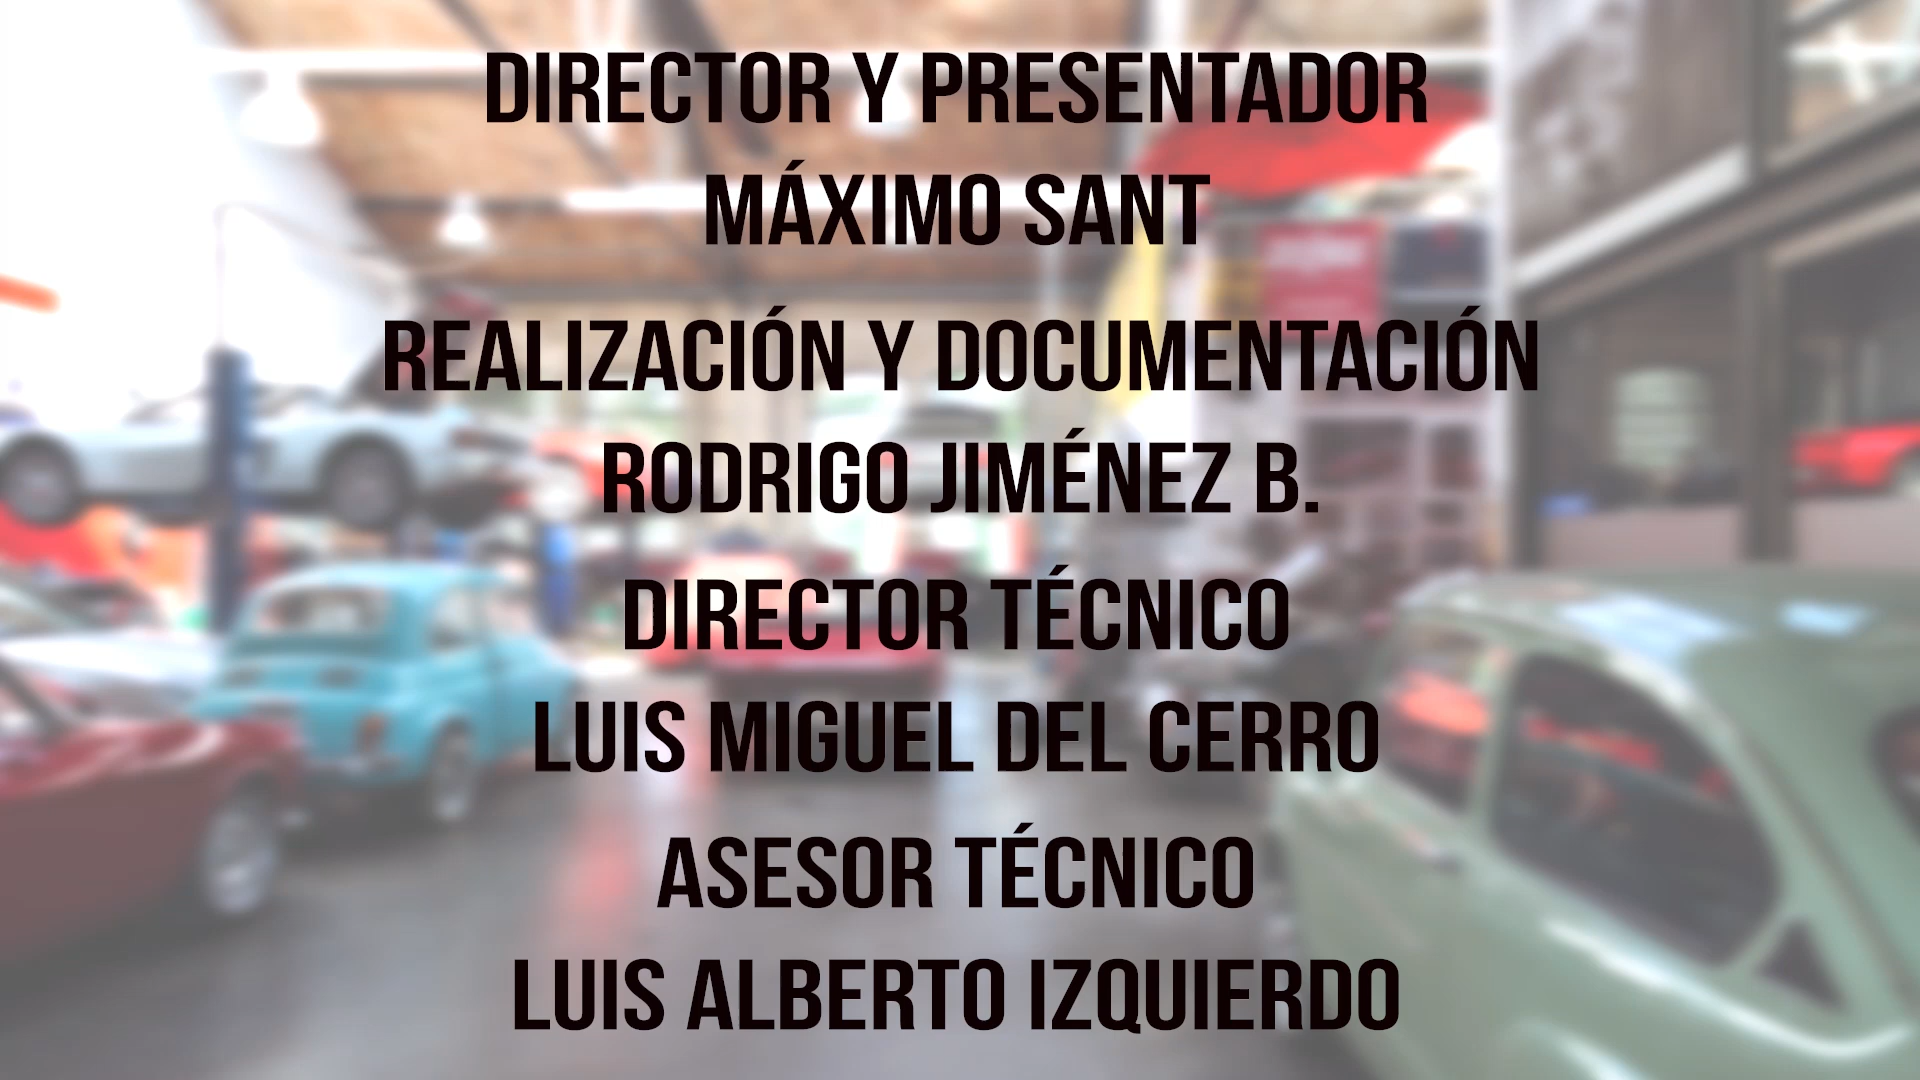 DIRECTOR Y PRESENTADOR
MÁXIMO SANT
REALIZACIÓN Y DOCUMENTACIÓN
RODRIGO JIMÉNEZ B.
DIRECTOR TÉCNICO
LUIS MIGUEL DEL CERRO
ASESOR TÉCNICO
LUIS ALBERTO IZQUIERDO